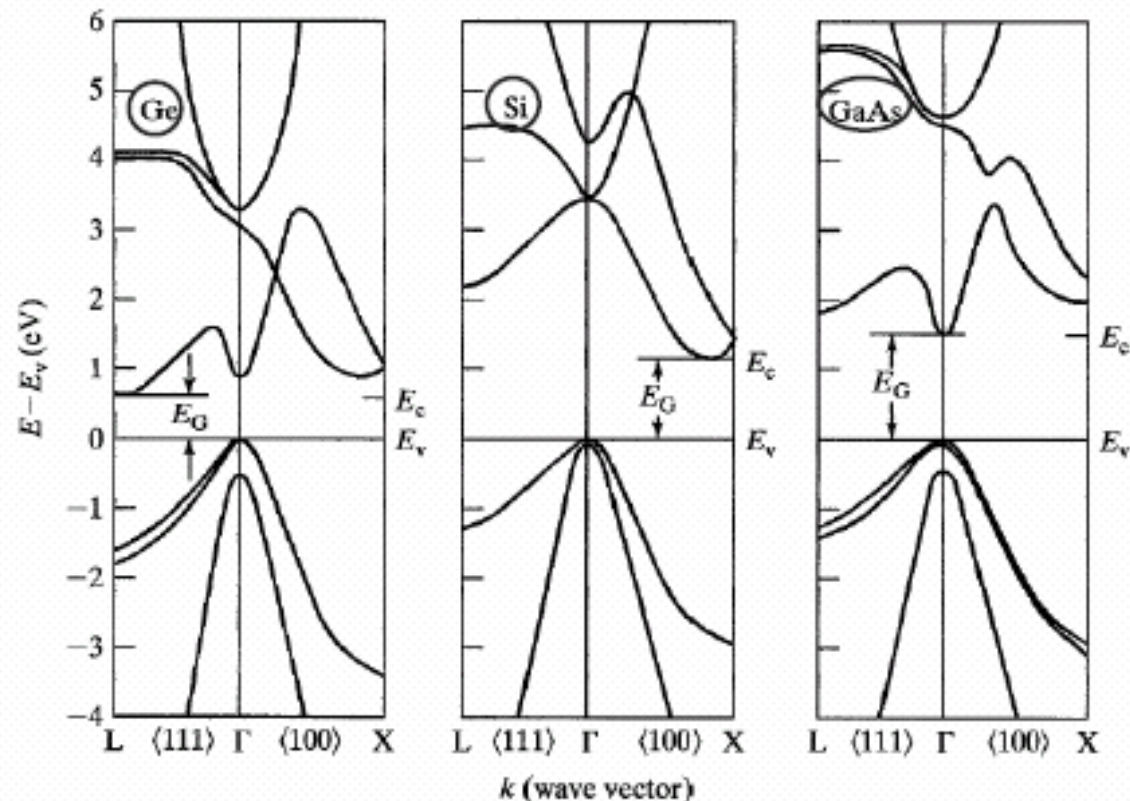 6
5
4
3
2
1
0
−1
−2
−3
−4
E − Ev (eV)
Ge
EG
Ec
Ev
L ⟨111⟩ Γ ⟨100⟩ X
Si
EG
Ec
Ev
L ⟨111⟩ Γ ⟨100⟩ X
GaAs
EG
Ec
Ev
L ⟨111⟩ Γ ⟨100⟩ X
k (wave vector)